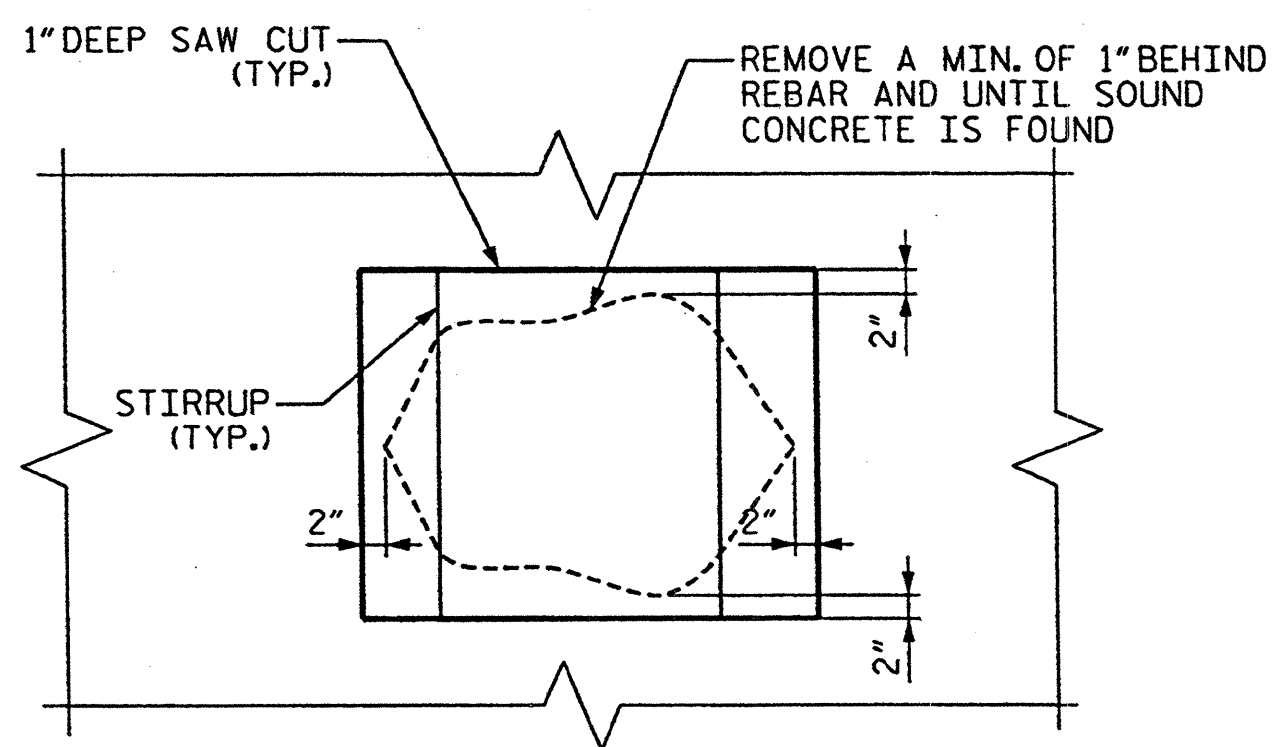 1" DEEP SAW CUT
(TYP.)
REMOVE A MIN. OF 1" BEHIND
REBAR AND UNTIL SOUND
CONCRETE IS FOUND
2"
STIRRUP
(TYP.)
2"
2"
2"